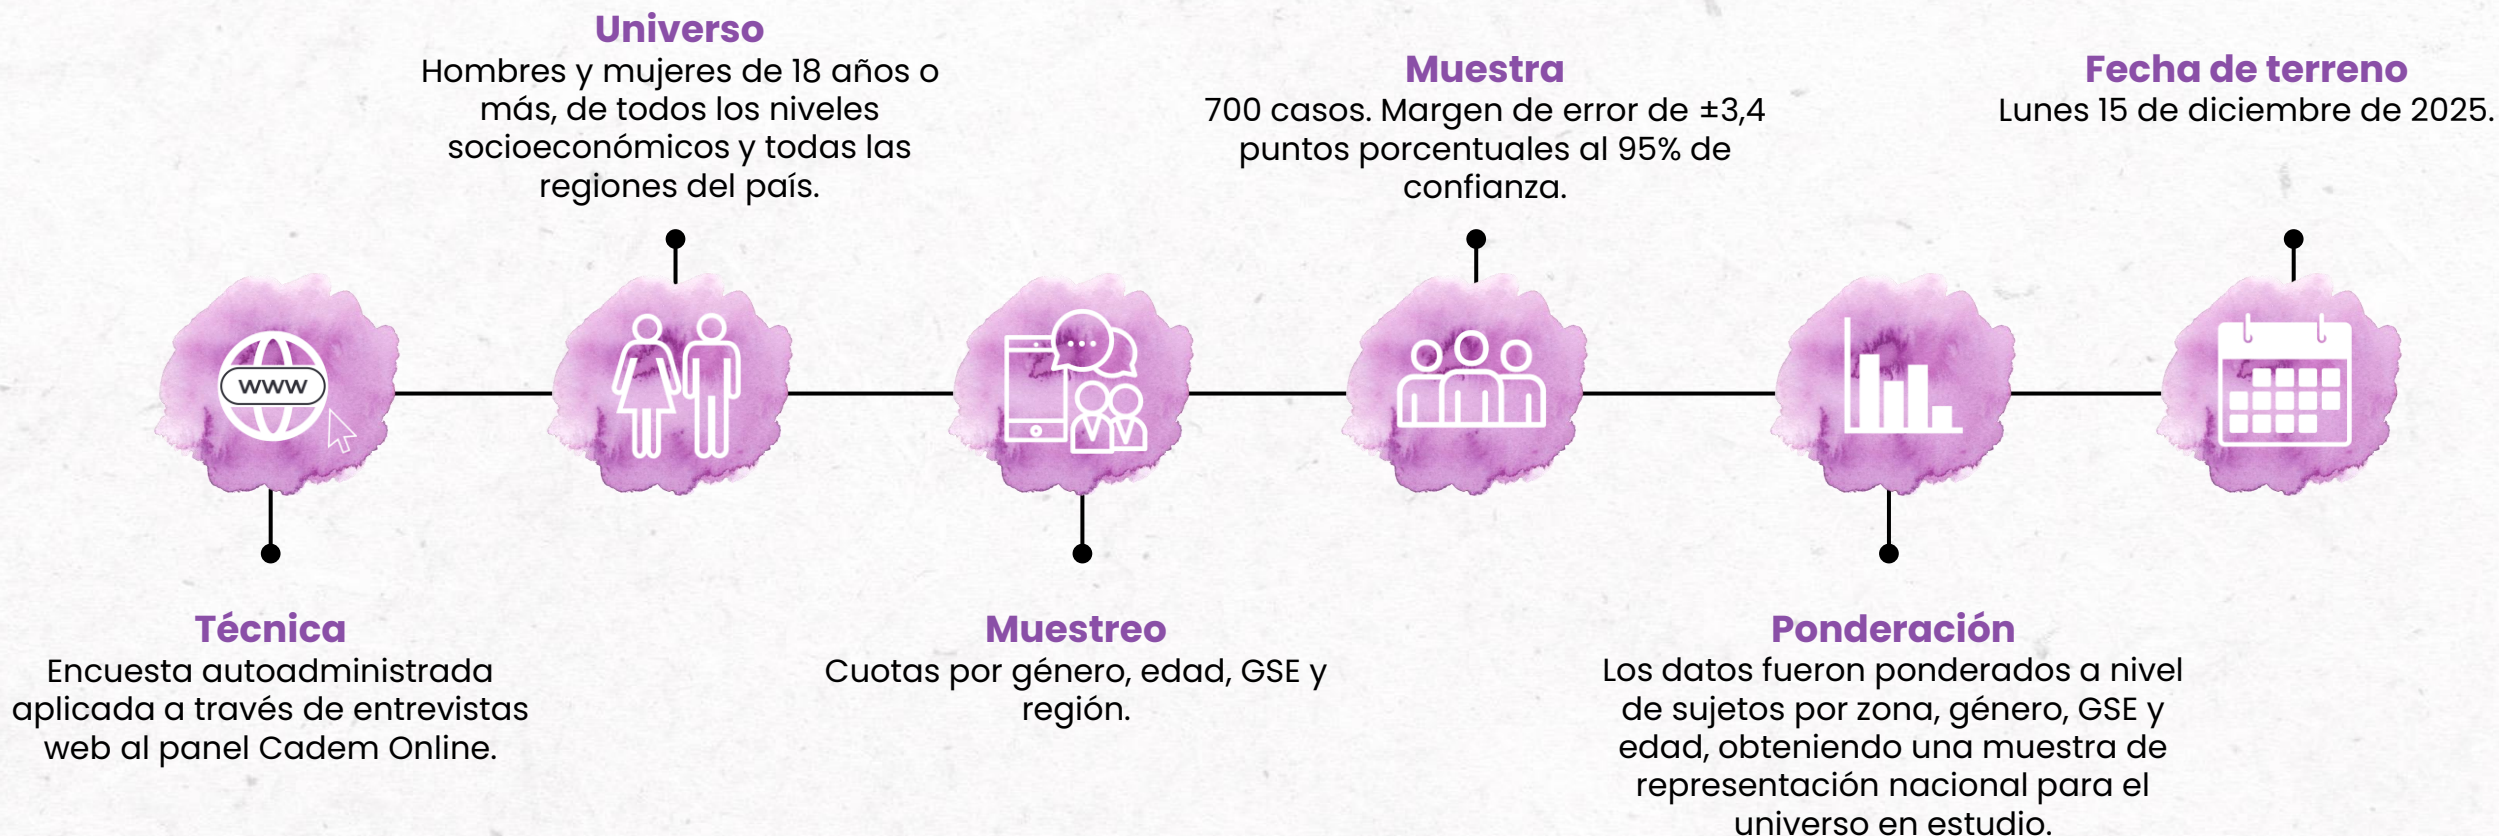 Universo
Hombres y mujeres de 18 años o
más, de todos los niveles
socioeconómicos y todas las
regiones del país.
Muestra
700 casos. Margen de error de ±3,4
puntos porcentuales al 95% de
confianza.
Fecha de terreno
Lunes 15 de diciembre de 2025.
www
Técnica
Encuesta autoadministrada
aplicada a través de entrevistas
web al panel Cadem Online.
Muestreo
Cuotas por género, edad, GSE y
región.
Ponderación
Los datos fueron ponderados a nivel
de sujetos por zona, género, GSE y
edad, obteniendo una muestra de
representación nacional para el
universo en estudio.